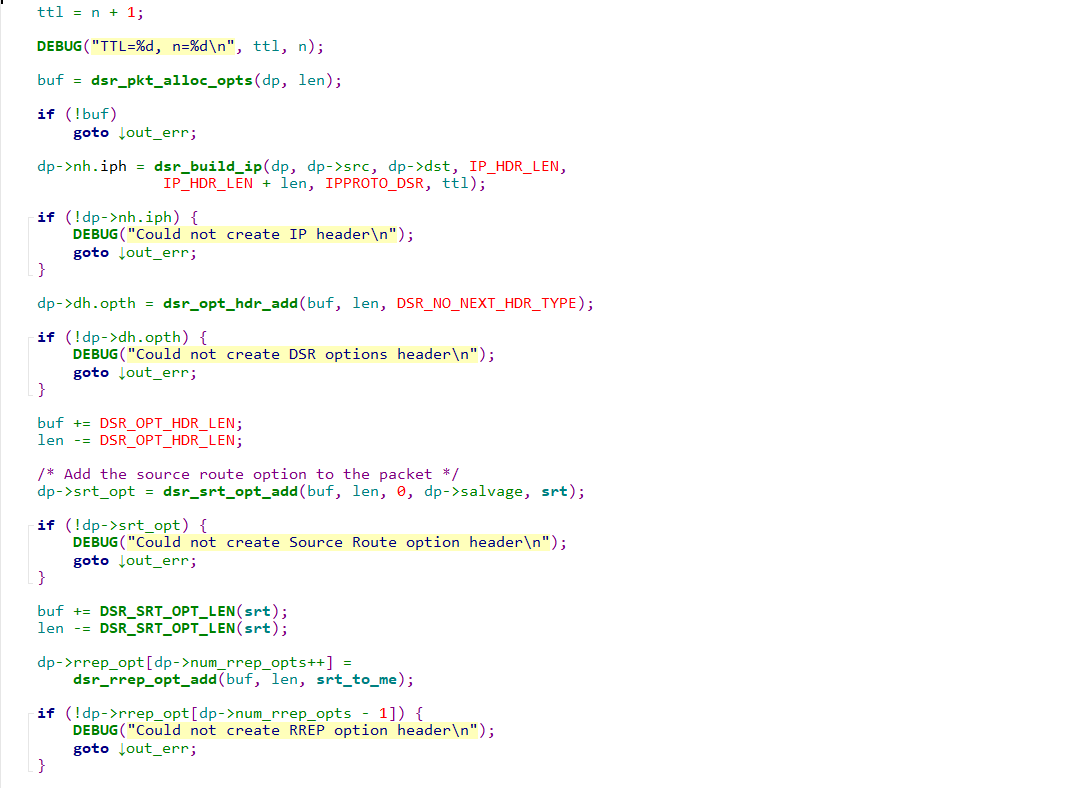 ttl = n + 1;
DEBUG("TTL=%d, n=%d\n", ttl, n);
buf = dsr_pkt_alloc_opts(dp, len);
if (!buf)
goto ↓out_err;
dp->nh.iph = dsr_build_ip(dp, dp->src, dp->dst, IP_HDR_LEN,
IP_HDR_LEN + len, IPPROTO_DSR, ttl);
if (!dp->nh.iph) {
DEBUG("Could not create IP header\n");
goto ↓out_err;
}
dp->dh.opth = dsr_opt_hdr_add(buf, len, DSR_NO_NEXT_HDR_TYPE);
if (!dp->dh.opth) {
DEBUG("Could not create DSR options header\n");
goto ↓out_err;
}
buf += DSR_OPT_HDR_LEN;
len -= DSR_OPT_HDR_LEN;
/* Add the source route option to the packet */
dp->srt_opt = dsr_srt_opt_add(buf, len, 0, dp->salvage, srt);
if (!dp->srt_opt) {
DEBUG("Could not create Source Route option header\n");
goto ↓out_err;
}
buf += DSR_SRT_OPT_LEN(srt);
len -= DSR_SRT_OPT_LEN(srt);
dp->rrep_opt[dp->num_rrep_opts++] =
dsr_rrep_opt_add(buf, len, srt_to_me);
if (!dp->rrep_opt[dp->num_rrep_opts - 1]) {
DEBUG("Could not create RREP option header\n");
goto ↓out_err;
}